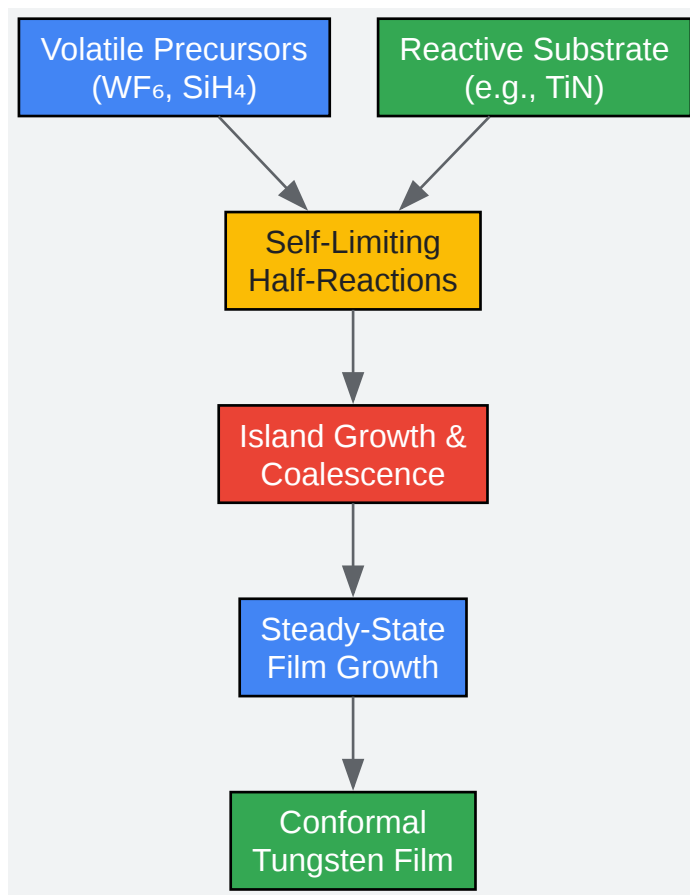 Volatile Precursors
(WF₆, SiH₄)
Reactive Substrate
(e.g., TiN)
Self-Limiting
Half-Reactions
Island Growth &
Coalescence
Steady-State
Film Growth
Conformal
Tungsten Film